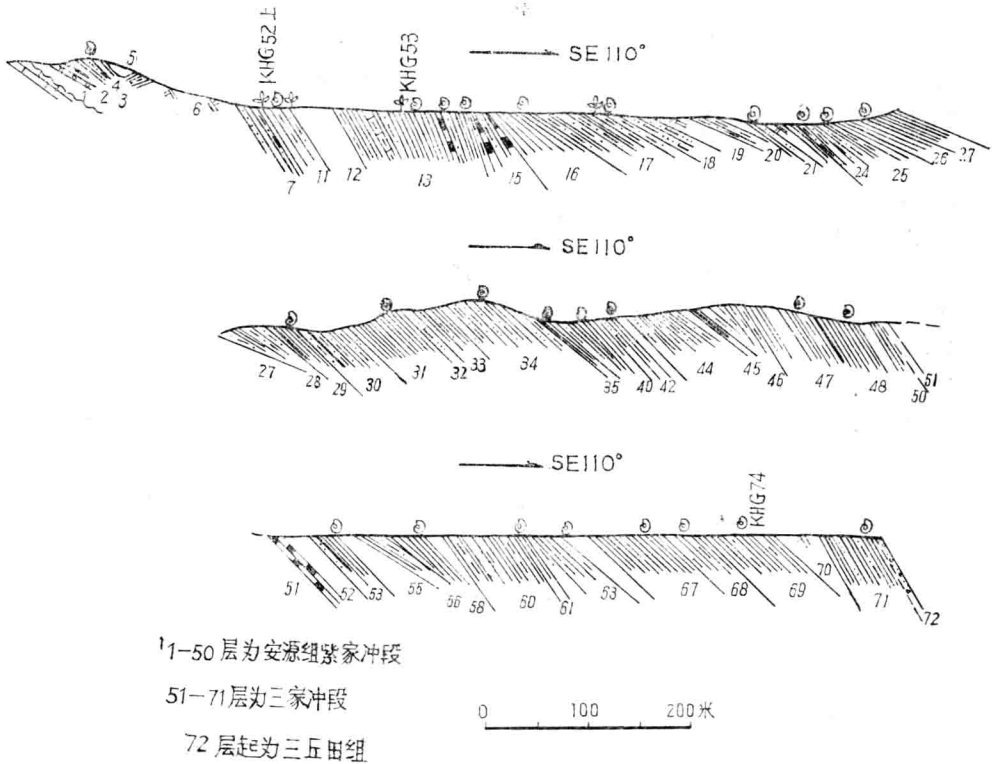 KHG52上
KHG53
SE110°
5
1 2 4 3 6
7 11 12 13 15 16 17 18 19 20 21 24 25 26 27
SE110°
27 28 29 30 31 32 33 34 35 40 42 44 45 46 47 48 50 51
SE110°
KHG74
51 52 53 55 56 58 60 61 63 67 68 69 70 71 72
1—50层为安源组紫家冲段
51—71层为三家冲段
72层起为三丘田组
0 100 200米